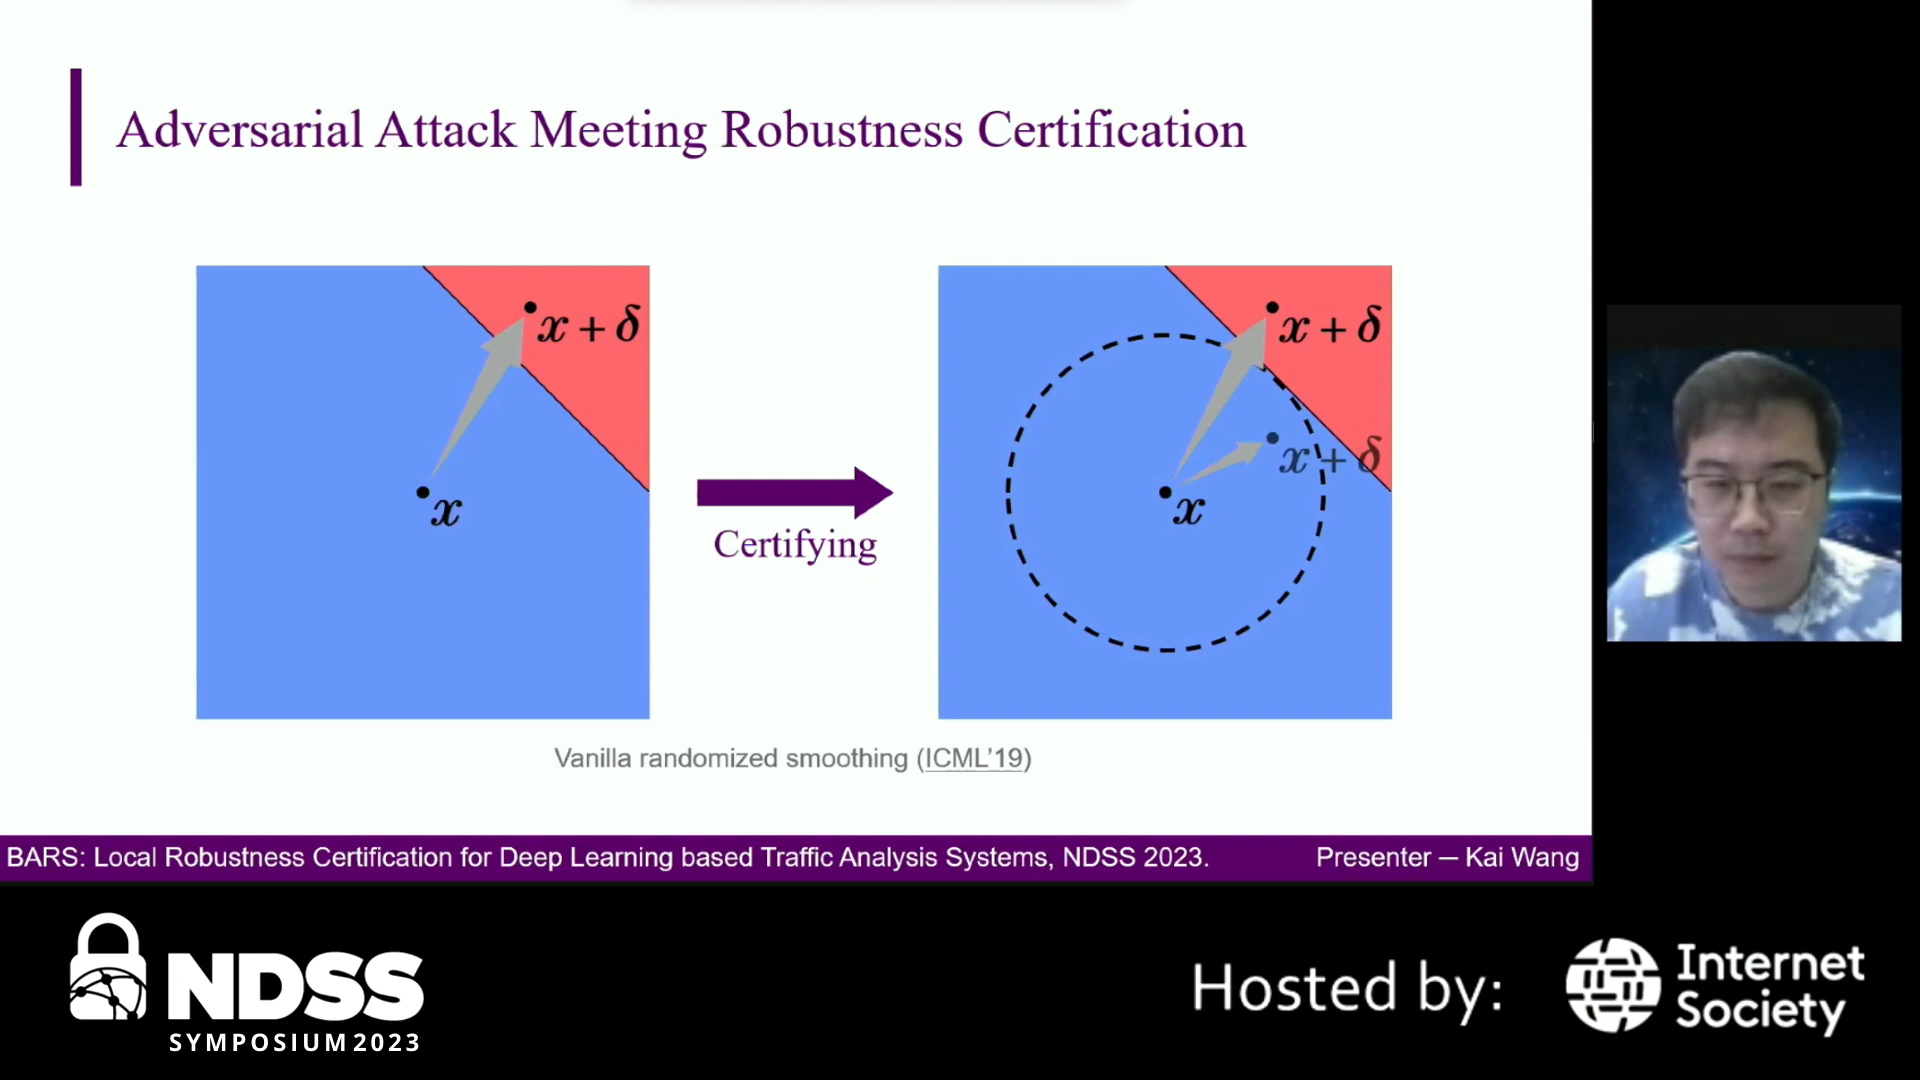 Adversarial Attack Meeting Robustness Certification
x + δ
x
Certifying
x + δ
x + δ
x
Vanilla randomized smoothing (ICML'19)
BARS: Local Robustness Certification for Deep Learning based Traffic Analysis Systems, NDSS 2023.
Presenter — Kai Wang
NDSS
SYMPOSIUM 2023
Hosted by:
Internet
Society